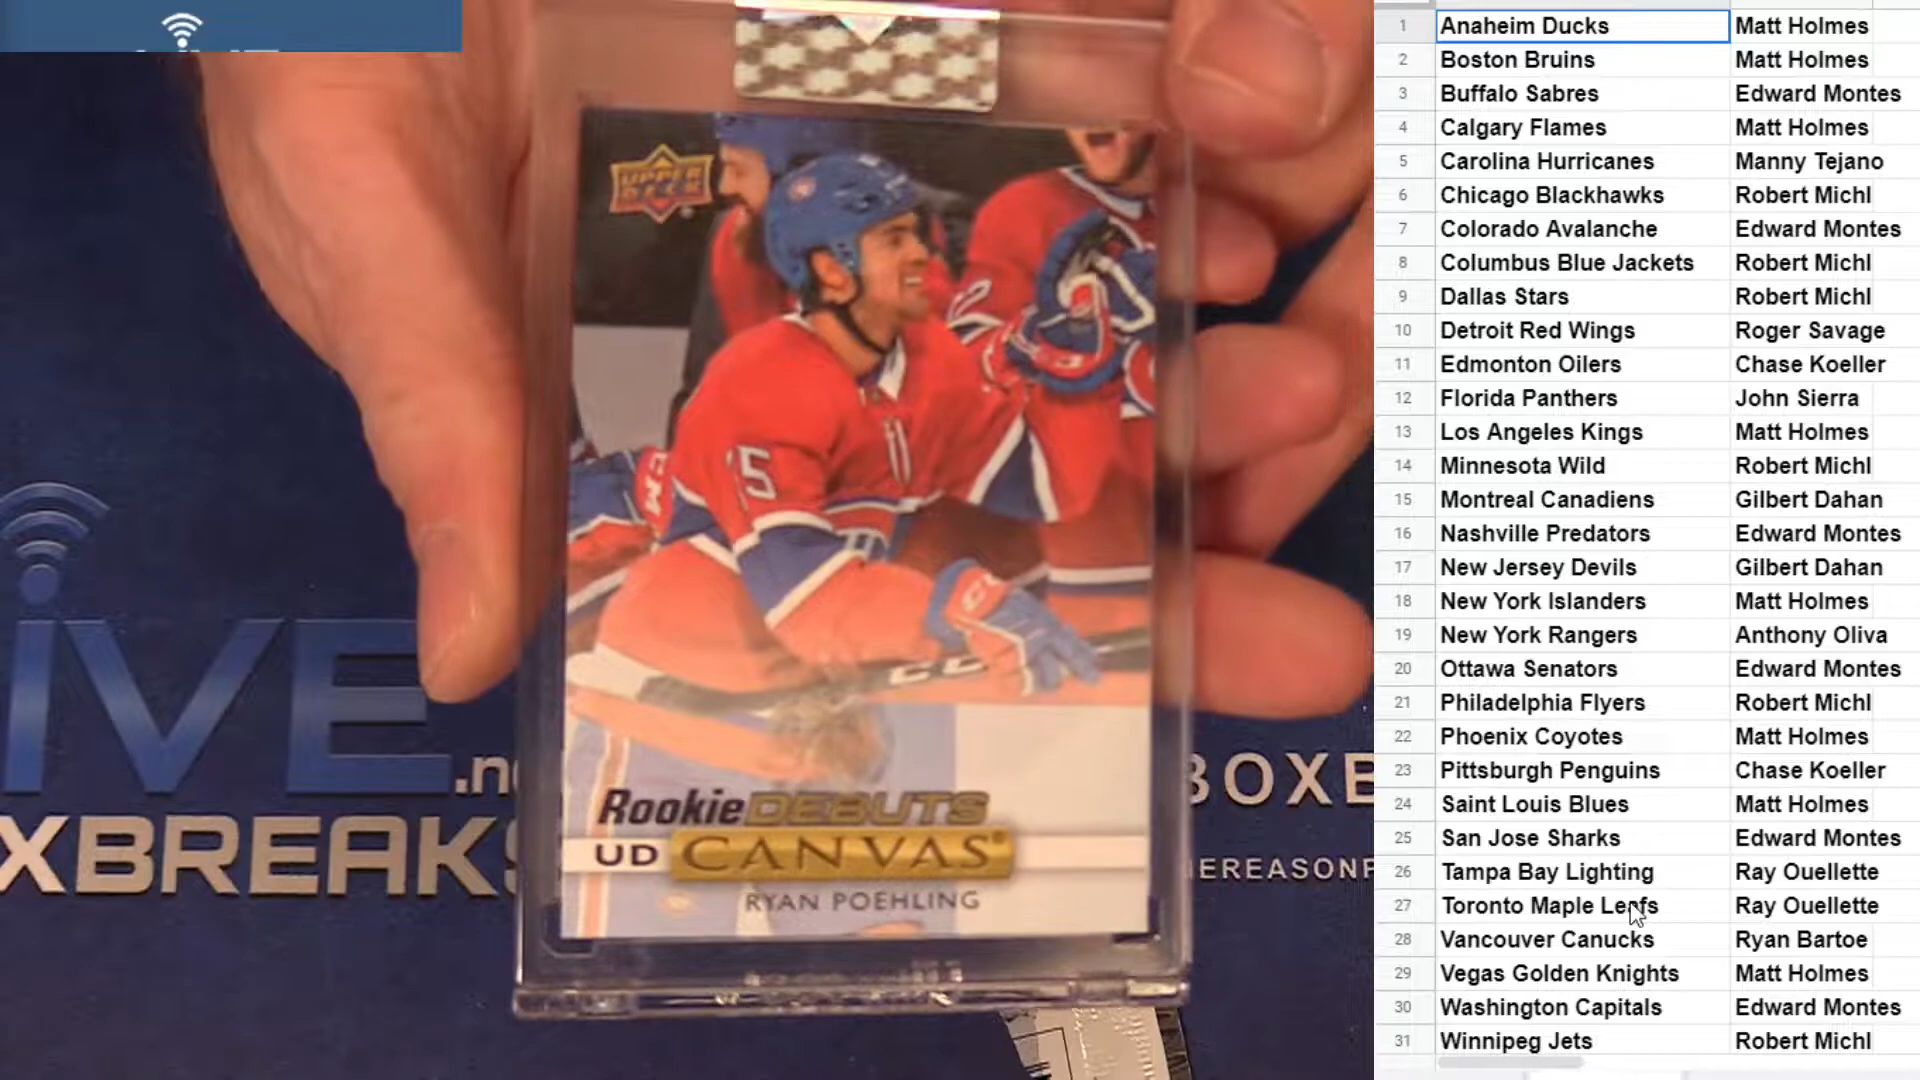 UPPER DECK
25
CCM
Rookie DEBUTS
UD CANVAS
RYAN POEHLING
iVE.n
XBREAKS
BOXB
HEREASONF
1 Anaheim Ducks Matt Holmes
2 Boston Bruins Matt Holmes
3 Buffalo Sabres Edward Montes
4 Calgary Flames Matt Holmes
5 Carolina Hurricanes Manny Tejano
6 Chicago Blackhawks Robert Michl
7 Colorado Avalanche Edward Montes
8 Columbus Blue Jackets Robert Michl
9 Dallas Stars Robert Michl
10 Detroit Red Wings Roger Savage
11 Edmonton Oilers Chase Koeller
12 Florida Panthers John Sierra
13 Los Angeles Kings Matt Holmes
14 Minnesota Wild Robert Michl
15 Montreal Canadiens Gilbert Dahan
16 Nashville Predators Edward Montes
17 New Jersey Devils Gilbert Dahan
18 New York Islanders Matt Holmes
19 New York Rangers Anthony Oliva
20 Ottawa Senators Edward Montes
21 Philadelphia Flyers Robert Michl
22 Phoenix Coyotes Matt Holmes
23 Pittsburgh Penguins Chase Koeller
24 Saint Louis Blues Matt Holmes
25 San Jose Sharks Edward Montes
26 Tampa Bay Lighting Ray Ouellette
27 Toronto Maple Leafs Ray Ouellette
28 Vancouver Canucks Ryan Bartoe
29 Vegas Golden Knights Matt Holmes
30 Washington Capitals Edward Montes
31 Winnipeg Jets Robert Michl